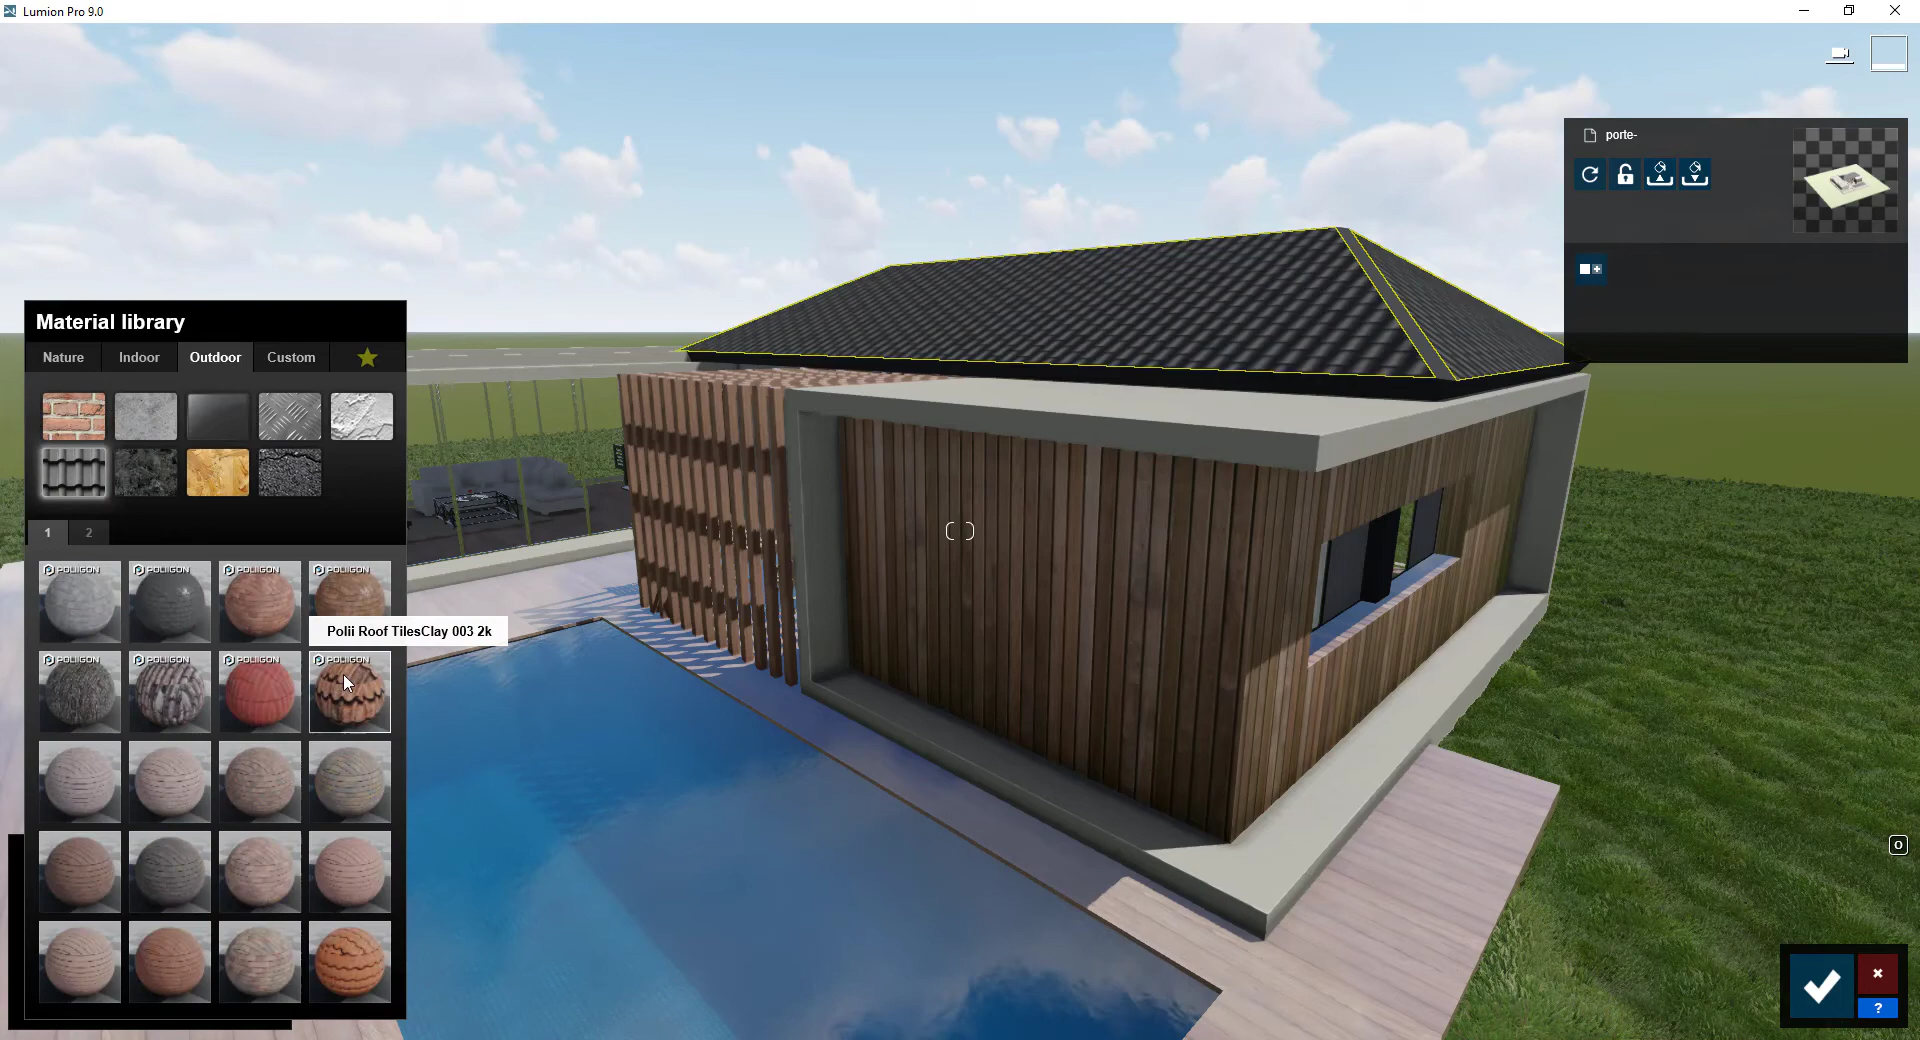 Lumion Pro 9.0
porte-
Material library
Nature Indoor Outdoor Custom
1 2
POLIIGON POLIIGON POLIIGON POLIIGON
Polii Roof TilesClay 003 2k
POLIIGON POLIIGON POLIIGON POLIIGON
O
?